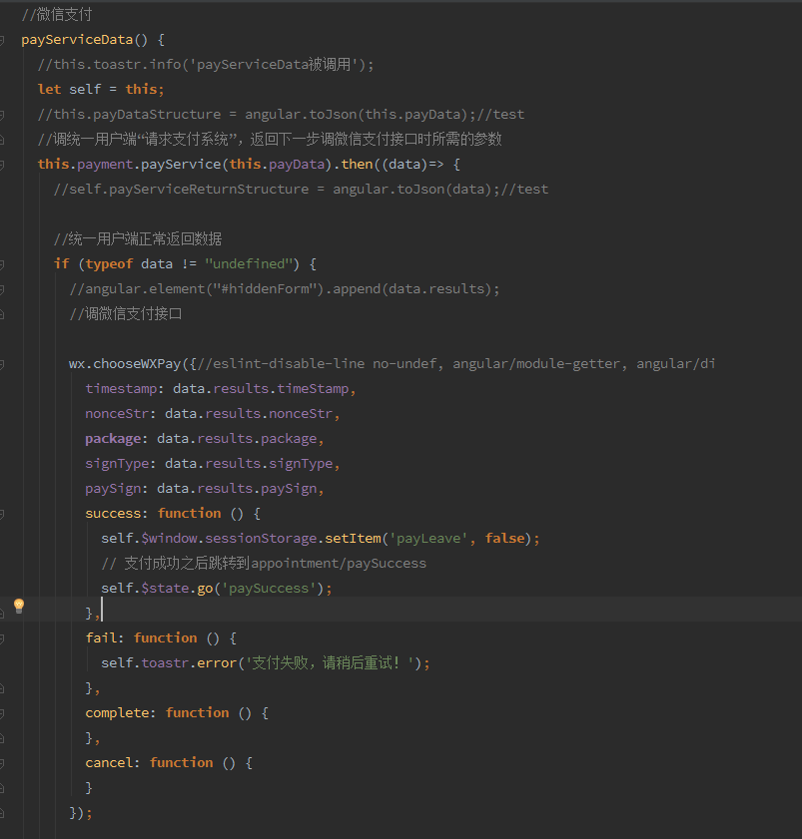 //微信支付
payServiceData() {
//this.toastr.info('payServiceData被调用');
let self = this;
//this.payDataStructure = angular.toJson(this.payData);//test
//调统一用户端“请求支付系统”，返回下一步调微信支付接口时所需的参数
this.payment.payService(this.payData).then((data)=> {
//self.payServiceReturnStructure = angular.toJson(data);//test
//统一用户端正常返回数据
if (typeof data != "undefined") {
//angular.element("#hiddenForm").append(data.results);
//调微信支付接口
wx.chooseWXPay({//eslint-disable-line no-undef, angular/module-getter, angular/di
timestamp: data.results.timeStamp,
nonceStr: data.results.nonceStr,
package: data.results.package,
signType: data.results.signType,
paySign: data.results.paySign,
success: function () {
self.$window.sessionStorage.setItem('payLeave', false);
// 支付成功之后跳转到appointment/paySuccess
self.$state.go('paySuccess');
},
fail: function () {
self.toastr.error('支付失败，请稍后重试！');
},
complete: function () {
},
cancel: function () {
}
});